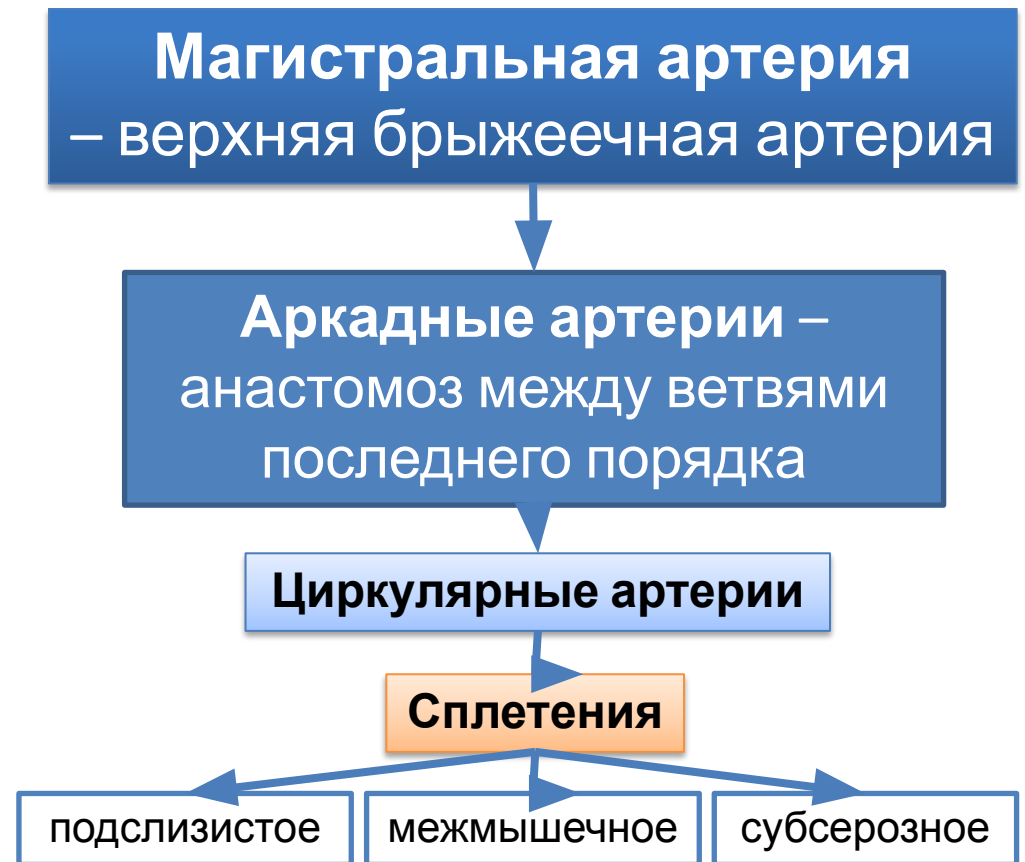 Магистральная артерия
– верхняя брыжеечная артерия
Аркадные артерии –
анастомоз между ветвями
последнего порядка
Циркулярные артерии
Сплетения
подслизистое
межмышечное
субсерозное